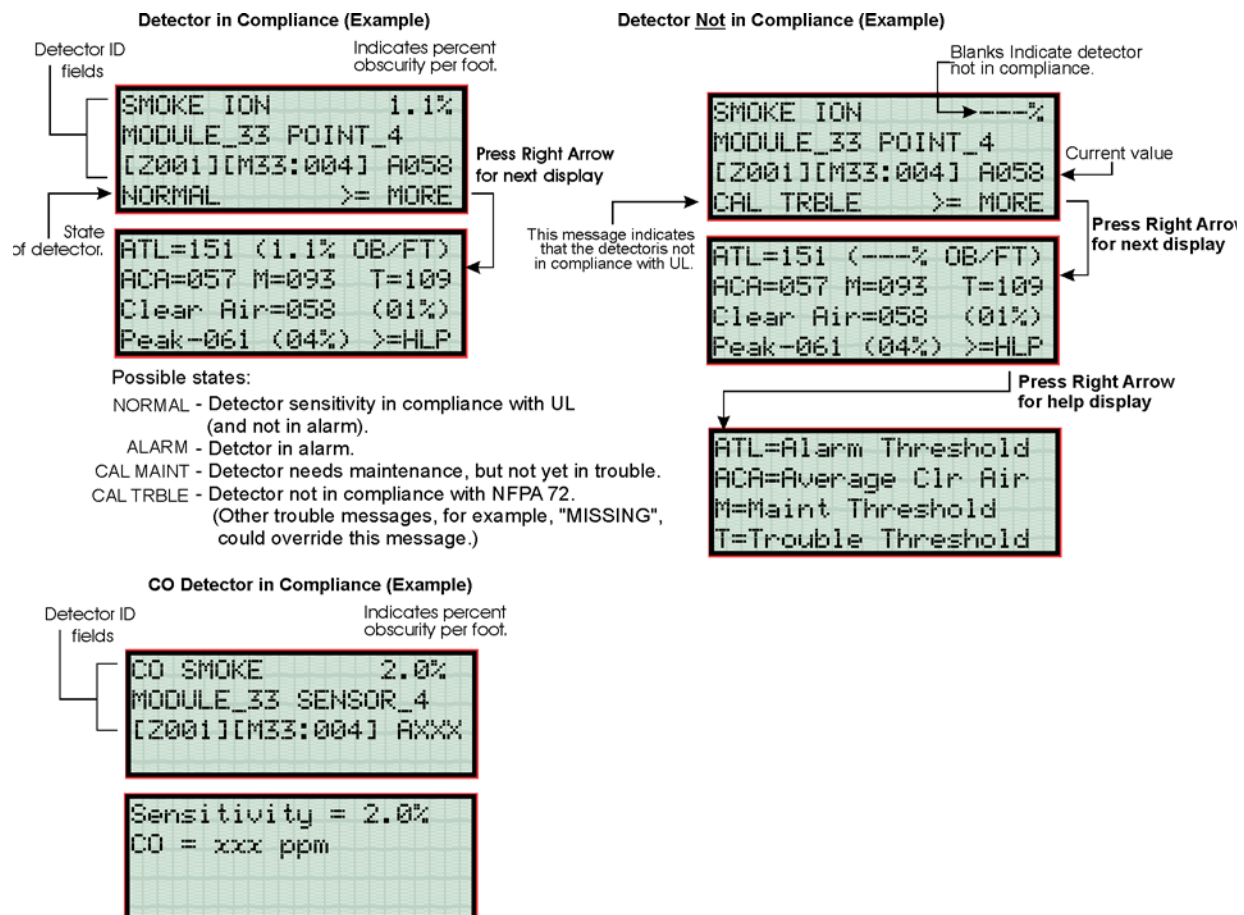 Detector in Compliance (Example)
Detector ID
fields
Indicates percent
obscurity per foot.
SMOKE ION 1.1%
MODULE_33 POINT_4
[Z001][M33:004] A058
NORMAL >= MORE
State
of detector.
Press Right Arrow
for next display
ATL=151 (1.1% OB/FT)
ACA=057 M=093 T=109
Clear Air=058 (01%)
Peak-061 (04%) >=HLP
Possible states:
NORMAL - Detector sensitivity in compliance with UL
(and not in alarm).
ALARM - Detctor in alarm.
CAL MAINT - Detector needs maintenance, but not yet in trouble.
CAL TRBLE - Detector not in compliance with NFPA 72.
(Other trouble messages, for example, "MISSING",
could override this message.)
Detector Not in Compliance (Example)
Blanks Indicate detector
not in compliance.
SMOKE ION ---%
MODULE_33 POINT_4
[Z001][M33:004] A058
CAL TRBLE >= MORE
Current value
This message indicates
that the detectoris not
in compliance with UL.
Press Right Arrow
for next display
ATL=151 (---% OB/FT)
ACA=057 M=093 T=109
Clear Air=058 (01%)
Peak-061 (04%) >=HLP
Press Right Arrow
for help display
ATL=Alarm Threshold
ACA=Average Clr Air
M=Maint Threshold
T=Trouble Threshold
CO Detector in Compliance (Example)
Detector ID
fields
Indicates percent
obscurity per foot.
CO SMOKE 2.0%
MODULE_33 SENSOR_4
[Z001][M33:004] AXXX
Sensitivity = 2.0%
CO = xxx ppm